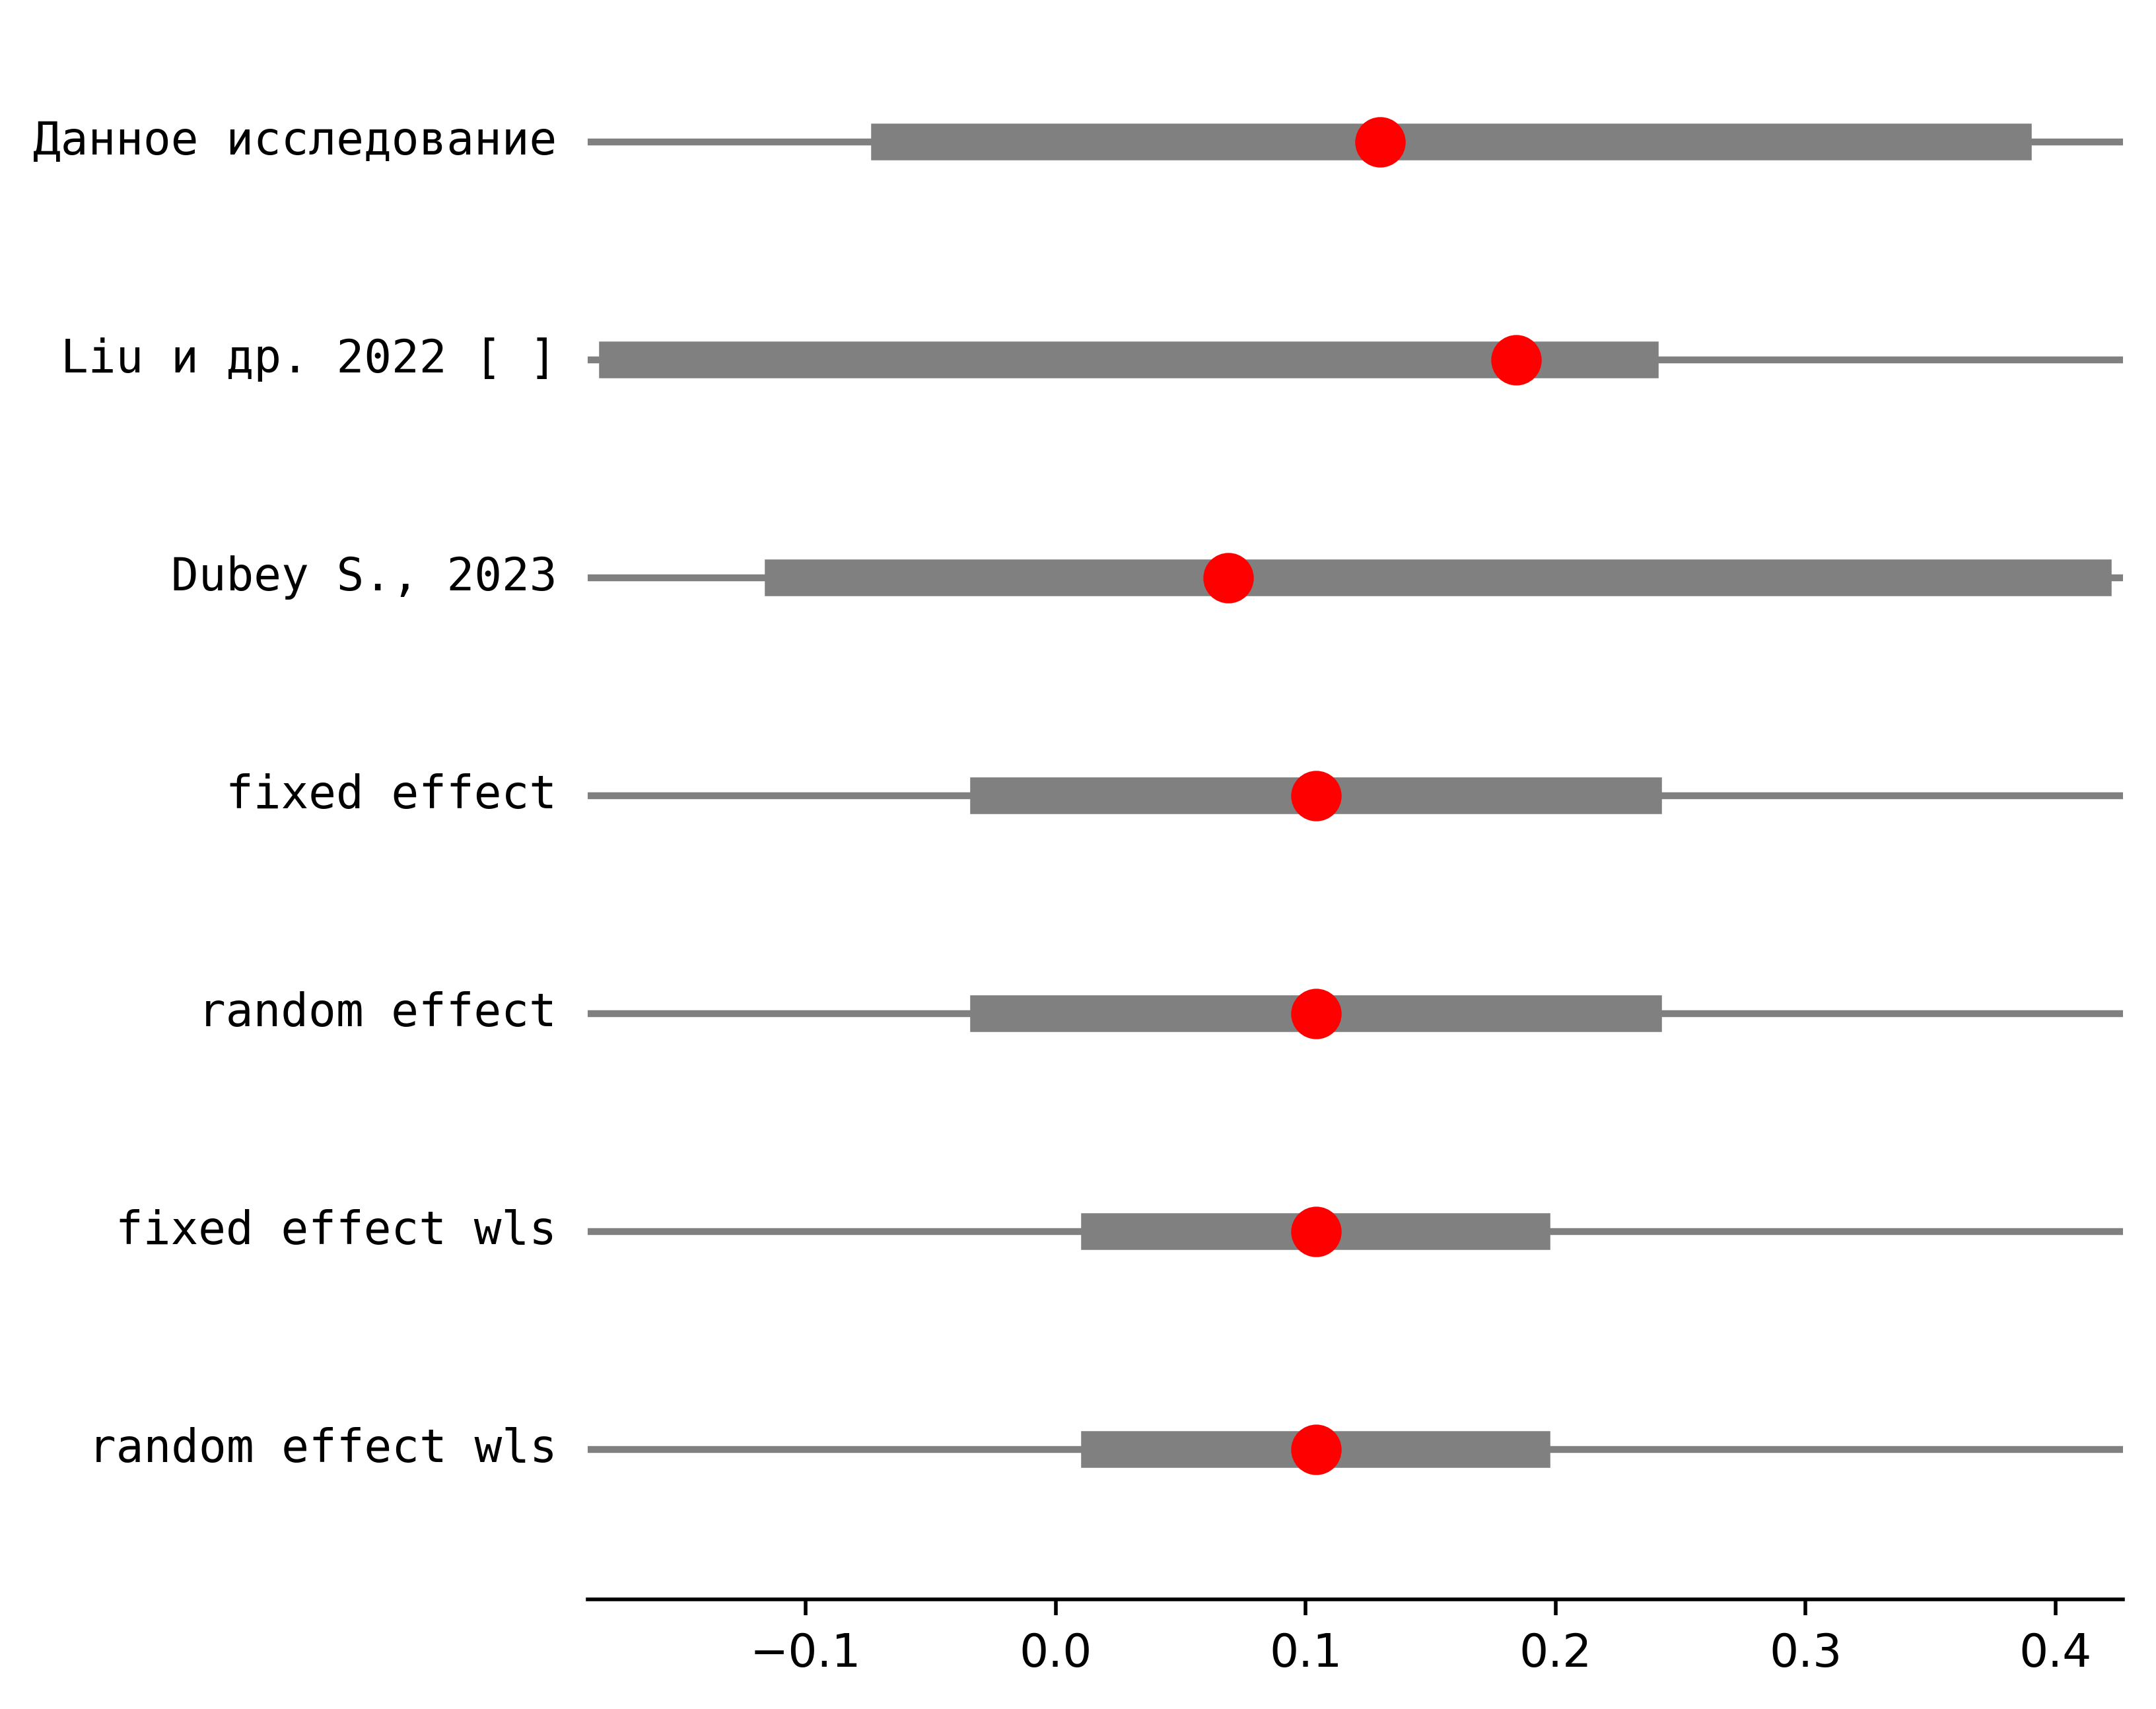 Данное исследование
Liu и др. 2022 [ ]
Dubey S., 2023
fixed effect
random effect
fixed effect wls
random effect wls
−0.1 0.0 0.1 0.2 0.3 0.4